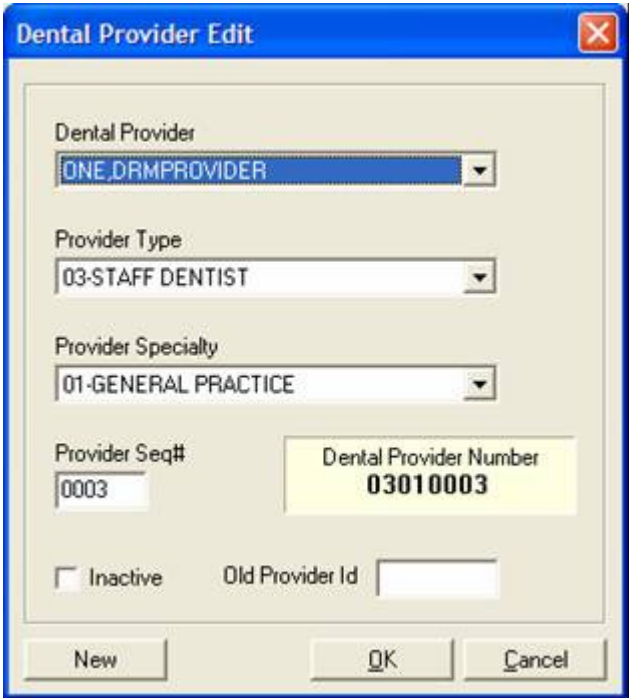 Dental Provider Edit
Dental Provider
ONE,DRMPROVIDER
Provider Type
03-STAFF DENTIST
Provider Specialty
01-GENERAL PRACTICE
Provider Seq#
0003
Dental Provider Number
03010003
Inactive
Old Provider Id
New
OK
Cancel